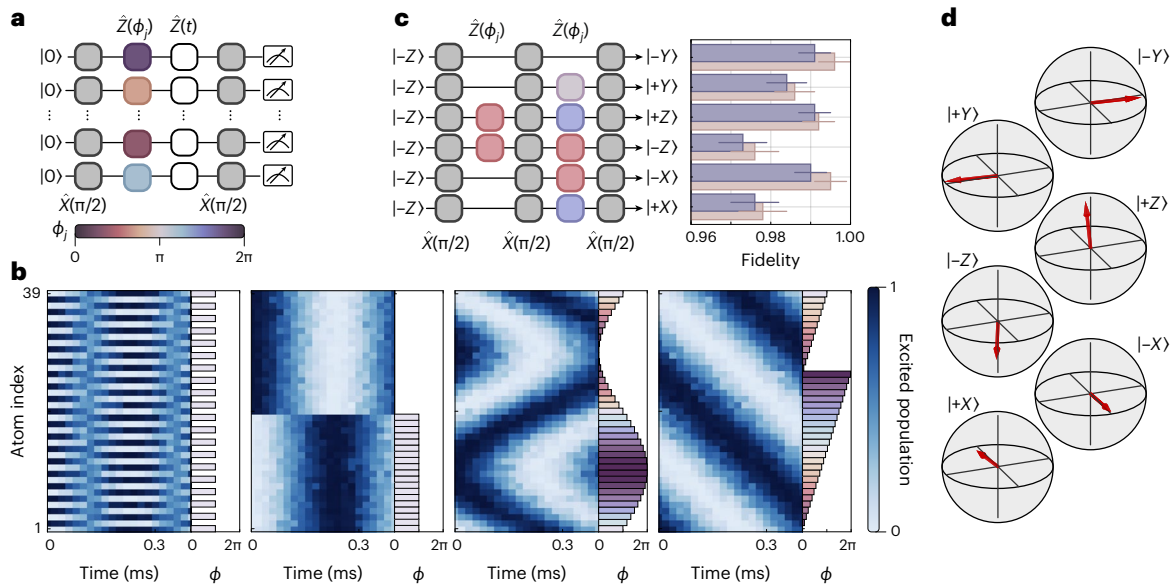 a
Ẑ(ϕj) Ẑ(t)
|0⟩
|0⟩
|0⟩
|0⟩
X̂(π/2) X̂(π/2)
ϕj
0 π 2π
c
Ẑ(ϕj) Ẑ(ϕj)
|−Z⟩ |−Y⟩
|−Z⟩ |+Y⟩
|−Z⟩ |+Z⟩
|−Z⟩ |−Z⟩
|−Z⟩ |−X⟩
|−Z⟩ |+X⟩
X̂(π/2) X̂(π/2) X̂(π/2)
0.96 0.98 1.00
Fidelity
b
39
Atom index
1
0 0.3 0 2π 0 0.3 0 2π 0 0.3 0 2π 0 0.3 0 2π
Time (ms) ϕ Time (ms) ϕ Time (ms) ϕ Time (ms) ϕ
1
Excited population
0
d
|−Y⟩
|+Y⟩
|+Z⟩
|−Z⟩
|−X⟩
|+X⟩